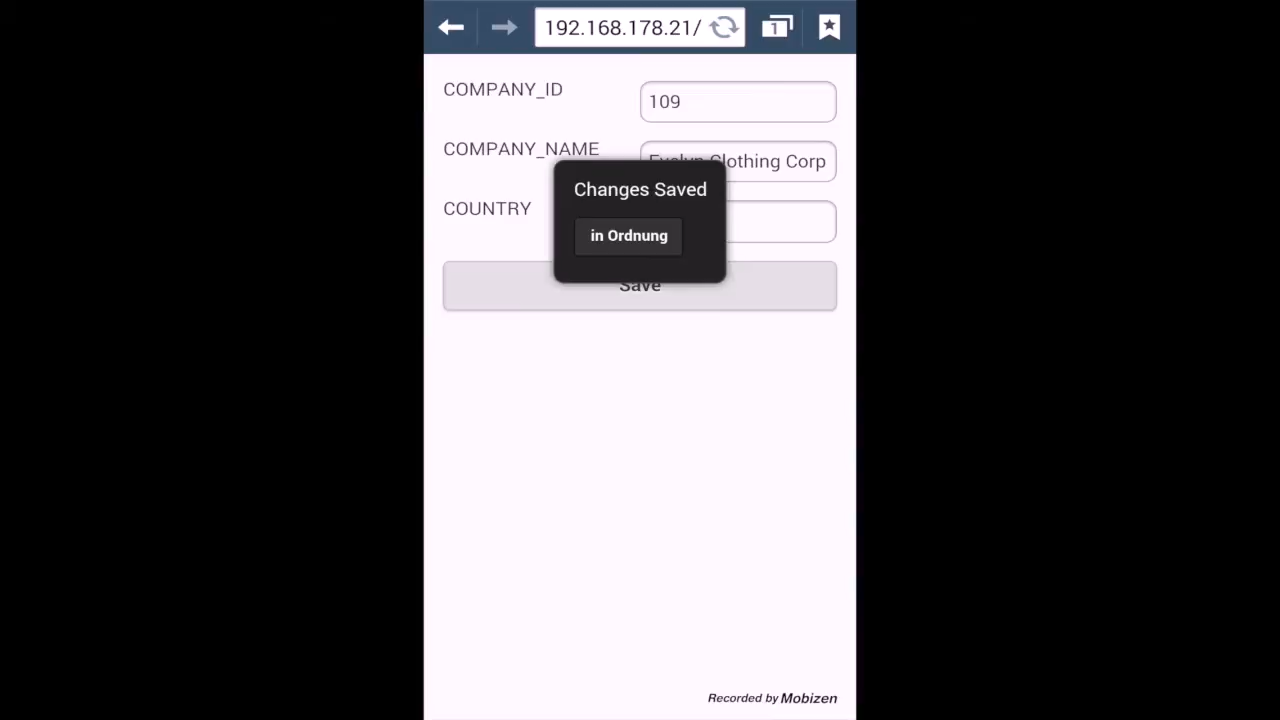 192.168.178.21/
1
COMPANY_ID
109
COMPANY_NAME
Clothing Corp
Changes Saved
COUNTRY
in Ordnung
Save
Recorded by Mobizen